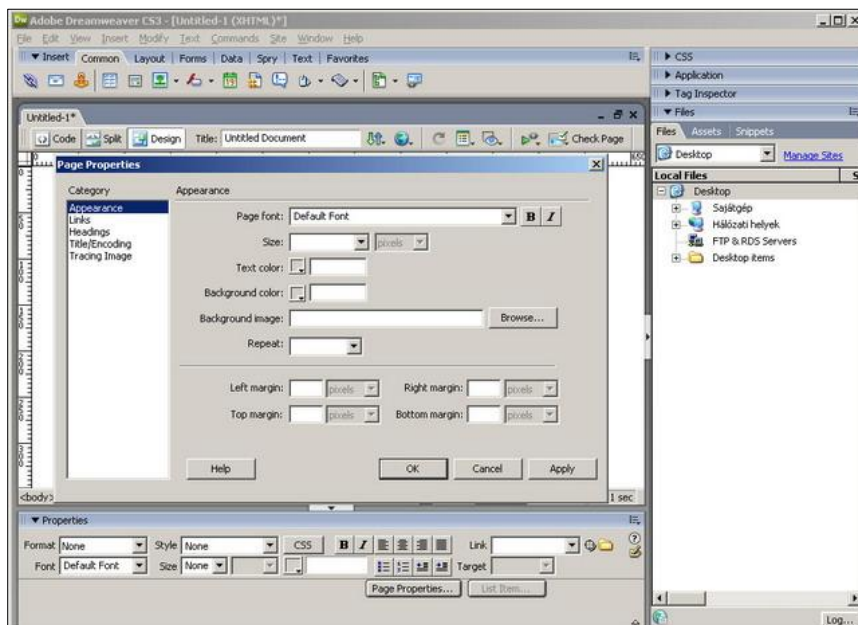 Adobe Dreamweaver CS3 - [Untitled-1 (XHTML)*]
File Edit View Insert Modify Text Commands Site Window Help
Insert Common Layout Forms Data Spry Text Favorites
Untitled-1*
Code Split Design Title: Untitled Document Check Page
Page Properties
Category
Appearance
Links
Headings
Title/Encoding
Tracing Image
Appearance
Page font: Default Font B I
Size: pixels
Text color:
Background color:
Background image: Browse...
Repeat:
Left margin: pixels Right margin: pixels
Top margin: pixels Bottom margin: pixels
Help OK Cancel Apply
<body> 1 sec
Properties
Format None Style None CSS B I Link
Font Default Font Size None Target
Page Properties... List Item...
CSS
Application
Tag Inspector
Files
Files Assets Snippets
Desktop Manage Sites
Local Files S
Desktop
Sajátgép
Hálózati helyek
FTP & RDS Servers
Desktop items
Log...